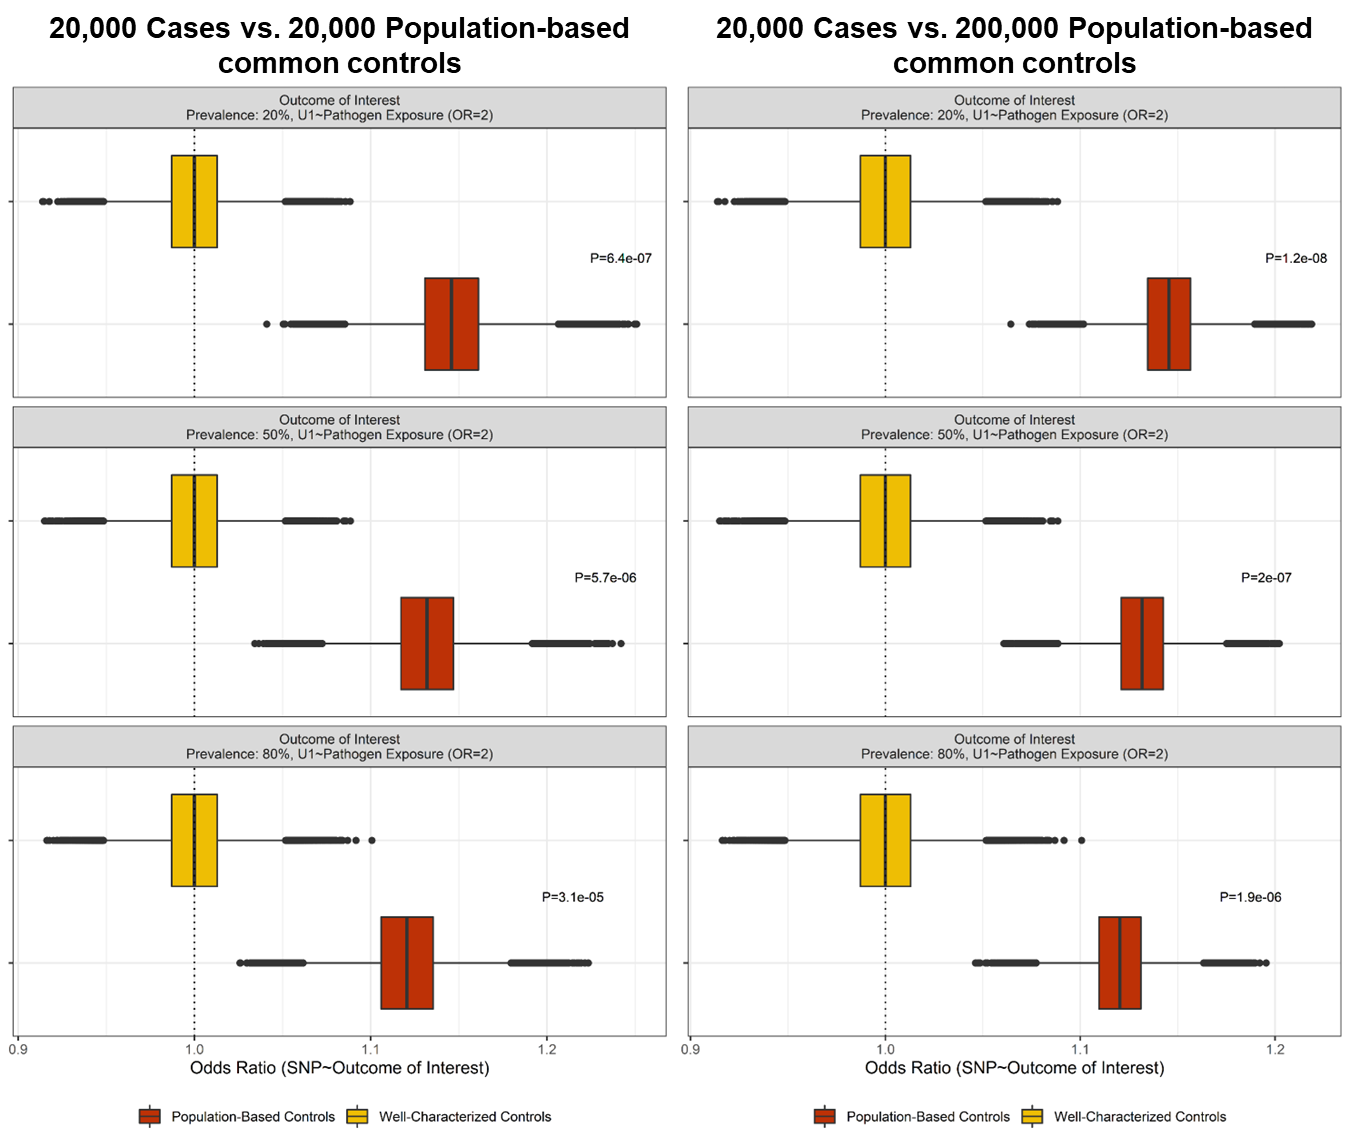 20,000 Cases vs. 20,000 Population-based
common controls
Outcome of Interest
Prevalence: 20%, U1~Pathogen Exposure (OR=2)
P=6.4e-07
Outcome of Interest
Prevalence: 50%, U1~Pathogen Exposure (OR=2)
P=5.7e-06
Outcome of Interest
Prevalence: 80%, U1~Pathogen Exposure (OR=2)
P=3.1e-05
0.9 1.0 1.1 1.2
Odds Ratio (SNP~Outcome of Interest)
Population-Based Controls Well-Characterized Controls
20,000 Cases vs. 200,000 Population-based
common controls
Outcome of Interest
Prevalence: 20%, U1~Pathogen Exposure (OR=2)
P=1.2e-08
Outcome of Interest
Prevalence: 50%, U1~Pathogen Exposure (OR=2)
P=2e-07
Outcome of Interest
Prevalence: 80%, U1~Pathogen Exposure (OR=2)
P=1.9e-06
0.9 1.0 1.1 1.2
Odds Ratio (SNP~Outcome of Interest)
Population-Based Controls Well-Characterized Controls